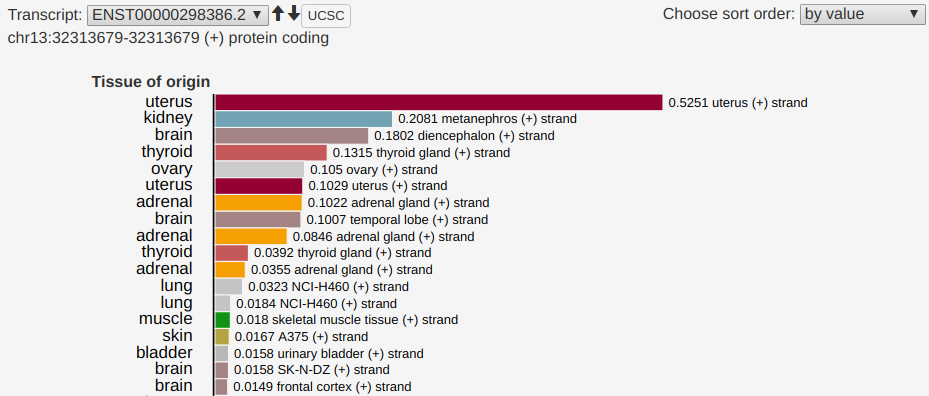 Transcript: ENST00000298386.2 ▼ UCSC Choose sort order: by value ▼
chr13:32313679-32313679 (+) protein coding
Tissue of origin
uterus 0.5251 uterus (+) strand
kidney 0.2081 metanephros (+) strand
brain 0.1802 diencephalon (+) strand
thyroid 0.1315 thyroid gland (+) strand
ovary 0.105 ovary (+) strand
uterus 0.1029 uterus (+) strand
adrenal 0.1022 adrenal gland (+) strand
brain 0.1007 temporal lobe (+) strand
adrenal 0.0846 adrenal gland (+) strand
thyroid 0.0392 thyroid gland (+) strand
adrenal 0.0355 adrenal gland (+) strand
lung 0.0323 NCI-H460 (+) strand
lung 0.0184 NCI-H460 (+) strand
muscle 0.018 skeletal muscle tissue (+) strand
skin 0.0167 A375 (+) strand
bladder 0.0158 urinary bladder (+) strand
brain 0.0158 SK-N-DZ (+) strand
brain 0.0149 frontal cortex (+) strand